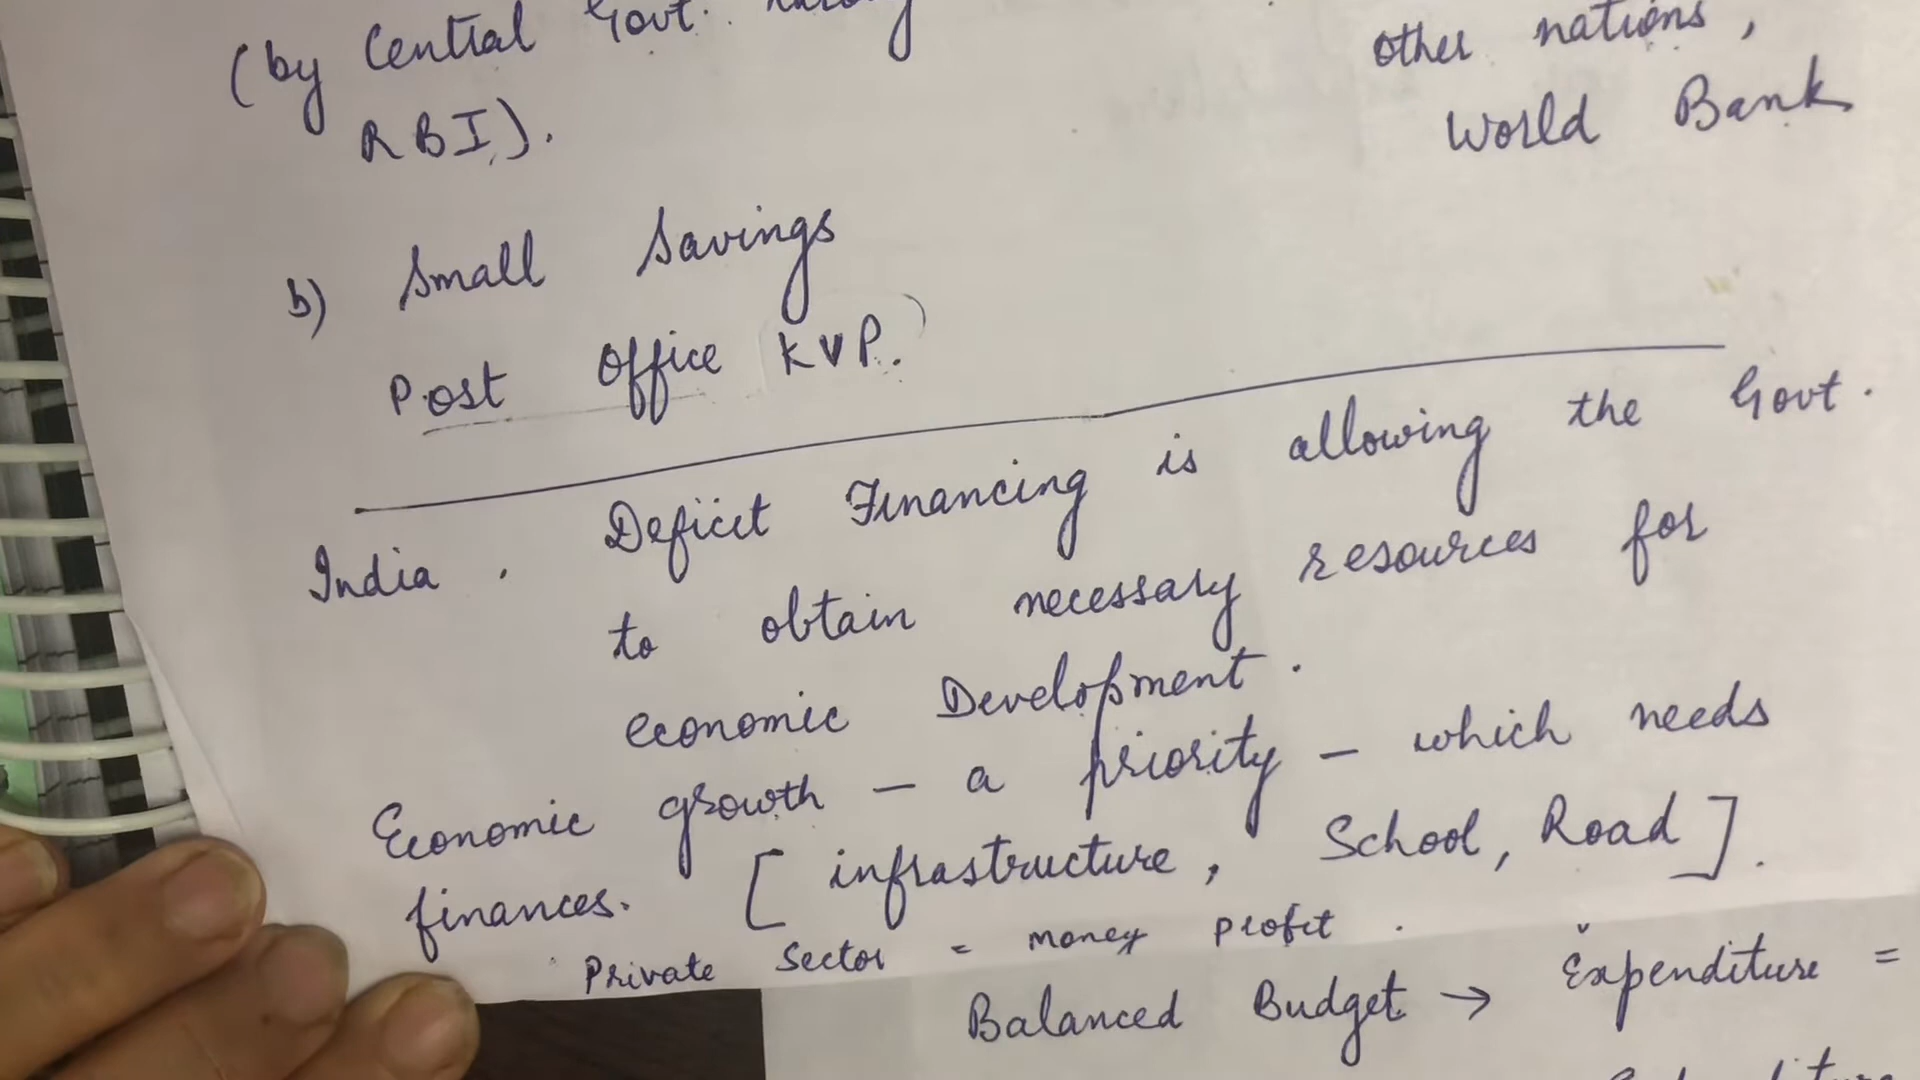 (by Central Govt.
RBI).
other nations,
World Bank
b) Small Savings
Post Office KVP.)
India. Deficit Financing is allowing the Govt.
to obtain necessary resources for
economic Development.
Economic growth – a priority – which needs
finances. [infrastructure, School, Road].
Private Sector = money profit.
Balanced Budget → Expenditure =